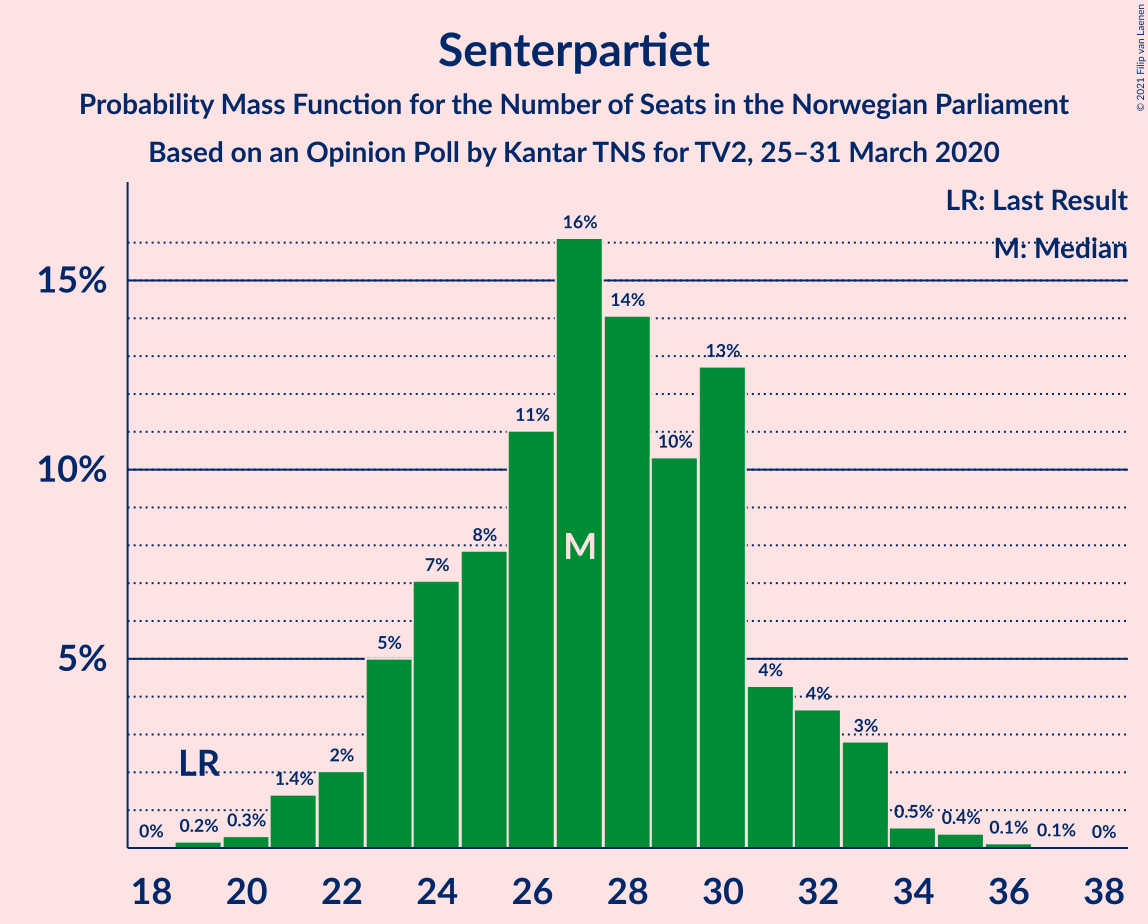 Senterpartiet
Probability Mass Function for the Number of Seats in the Norwegian Parliament
Based on an Opinion Poll by Kantar TNS for TV2, 25–31 March 2020
© 2021 Filip van Laenen
LR: Last Result
M: Median
15%
10%
5%
0%
0.2%
0.3%
1.4%
2%
5%
7%
8%
11%
16%
14%
10%
13%
4%
4%
3%
0.5%
0.4%
0.1%
0.1%
0%
LR
M
18 20 22 24 26 28 30 32 34 36 38